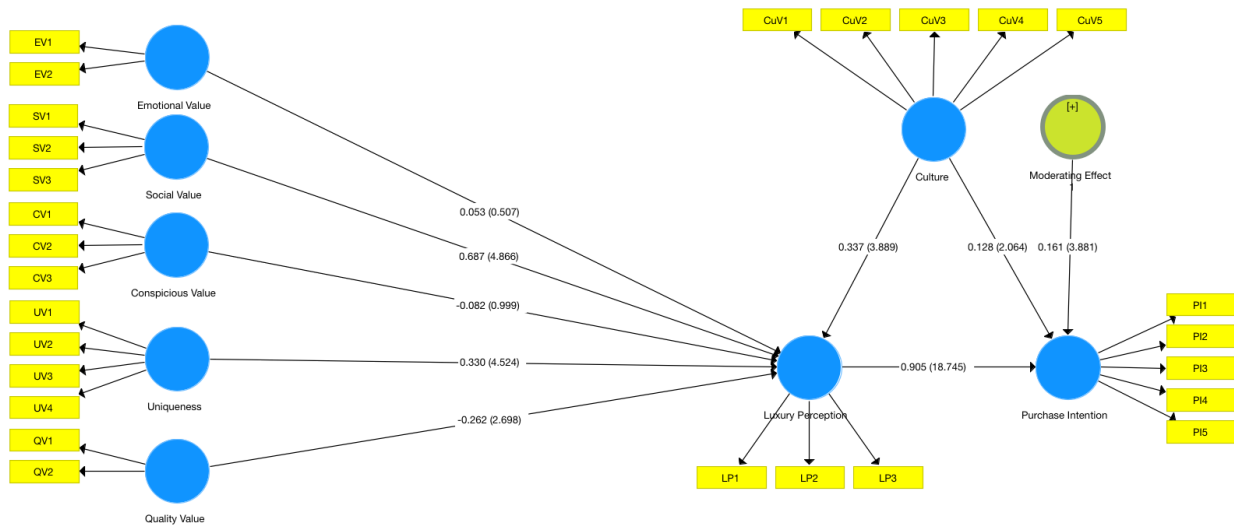 EV1
EV2
Emotional Value
SV1
SV2
SV3
Social Value
CV1
CV2
CV3
Conspicious Value
UV1
UV2
UV3
UV4
Uniqueness
QV1
QV2
Quality Value
0.053 (0.507)
0.687 (4.866)
-0.082 (0.999)
0.330 (4.524)
-0.262 (2.698)
CuV1
CuV2
CuV3
CuV4
CuV5
Culture
[+]
Moderating Effect
1
0.337 (3.889)
0.128 (2.064)
0.161 (3.881)
Luxury Perception
0.905 (18.745)
Purchase Intention
LP1
LP2
LP3
PI1
PI2
PI3
PI4
PI5